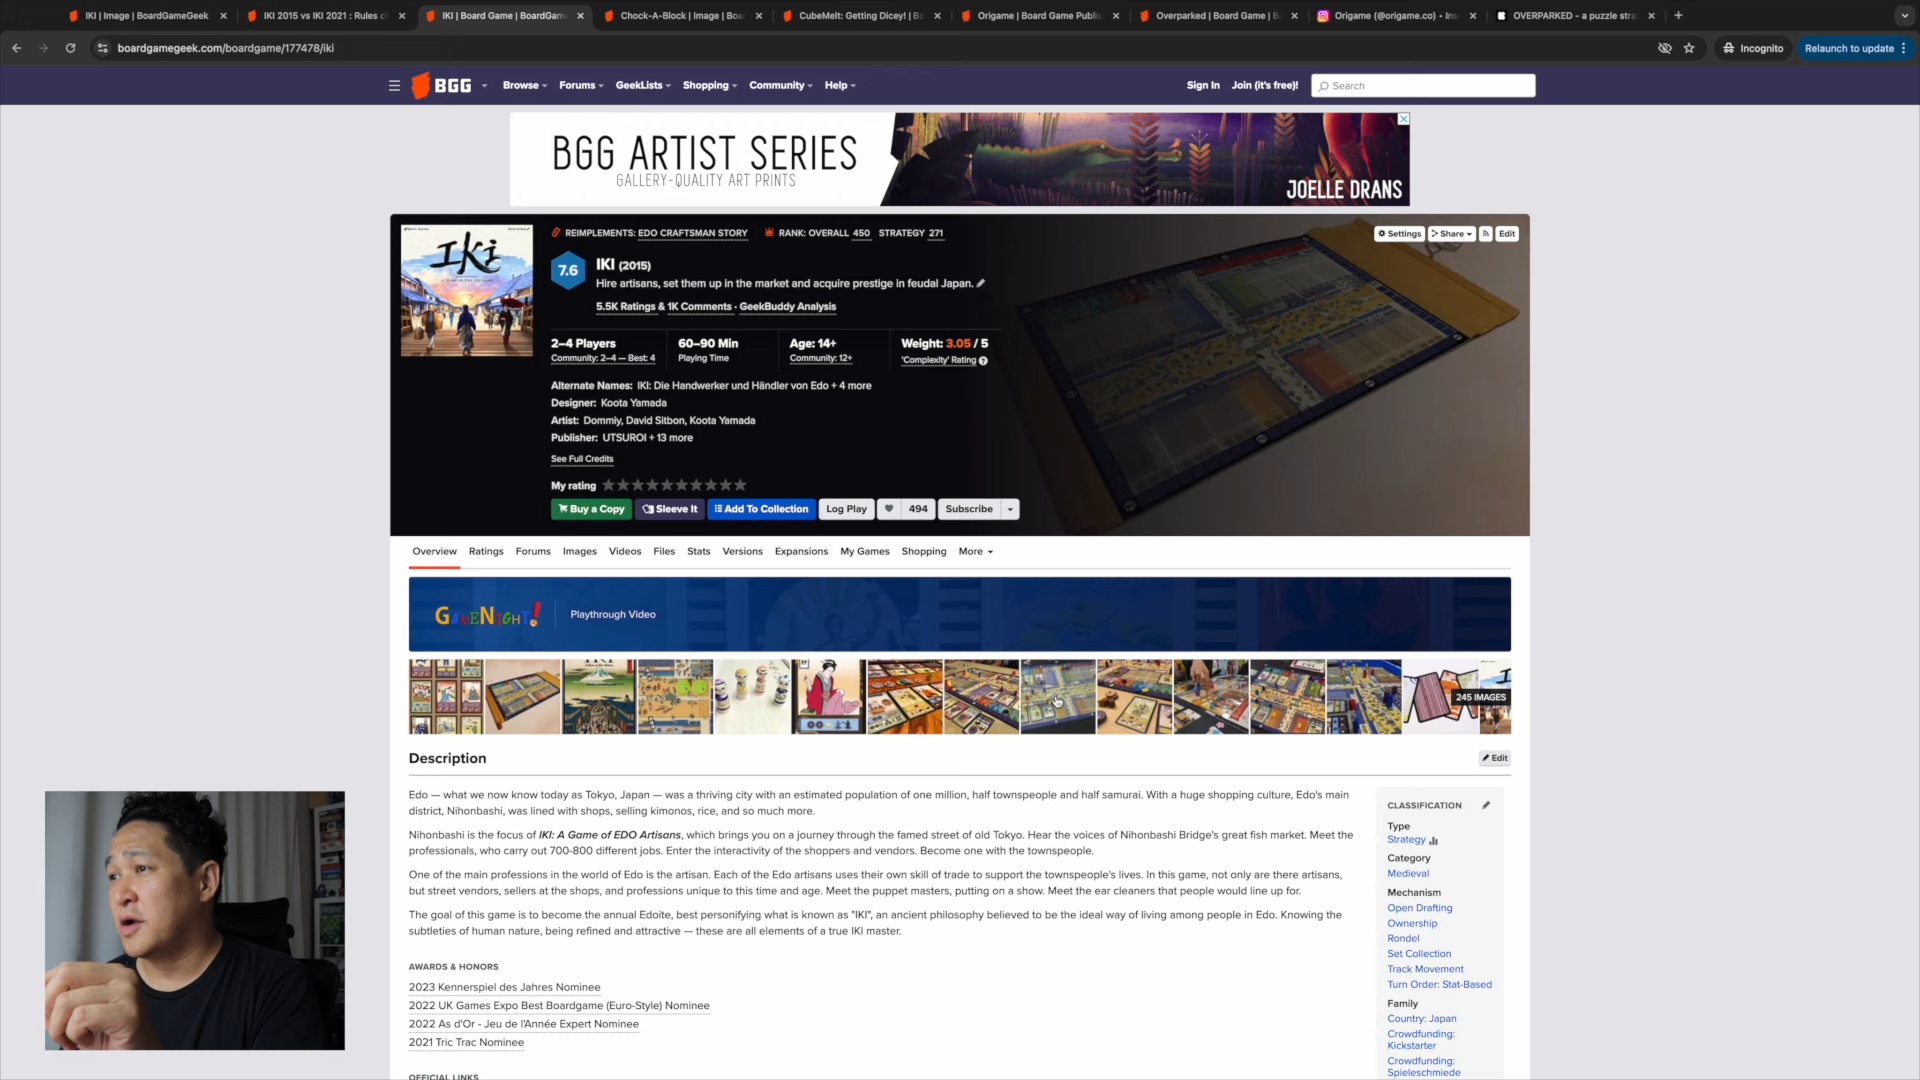 IKI | Image | BoardGameGeek
IKI 2015 vs IKI 2021 : Rules c
IKI | Board Game | BoardGam
Chock-A-Block | Image | Boa
CubeMelt: Getting Dicey! | Bo
Origame | Board Game Publis
Overparked | Board Game | B
Origame (@origame.co) • Ins
OVERPARKED - a puzzle stra
boardgamegeek.com/boardgame/177478/iki
Incognito
Relaunch to update
BGG
Browse
Forums
GeekLists
Shopping
Community
Help
Sign In
Join (it's free)!
Search
BGG ARTIST SERIES
GALLERY-QUALITY ART PRINTS
JOELLE DRANS
REIMPLEMENTS: EDO CRAFTSMAN STORY
RANK: OVERALL 450 STRATEGY 271
Settings
Share
Edit
Iki
7.6
IKI (2015)
Hire artisans, set them up in the market and acquire prestige in feudal Japan.
5.5K Ratings & 1K Comments · GeekBuddy Analysis
2–4 Players
Community: 2–4 — Best: 4
60–90 Min
Playing Time
Age: 14+
Community: 12+
Weight: 3.05 / 5
'Complexity' Rating
Alternate Names: IKI: Die Handwerker und Händler von Edo + 4 more
Designer: Koota Yamada
Artist: Dommiy, David Sitbon, Koota Yamada
Publisher: UTSUROI + 13 more
See Full Credits
My rating
Buy a Copy
Sleeve It
Add To Collection
Log Play
494
Subscribe
Overview
Ratings
Forums
Images
Videos
Files
Stats
Versions
Expansions
My Games
Shopping
More
GameNight!
Playthrough Video
245 IMAGES
Description
Edit
Edo — what we now know today as Tokyo, Japan — was a thriving city with an estimated population of one million, half townspeople and half samurai. With a huge shopping culture, Edo's main
district, Nihonbashi, was lined with shops, selling kimonos, rice, and so much more.
Nihonbashi is the focus of IKI: A Game of EDO Artisans, which brings you on a journey through the famed street of old Tokyo. Hear the voices of Nihonbashi Bridge's great fish market. Meet the
professionals, who carry out 700-800 different jobs. Enter the interactivity of the shoppers and vendors. Become one with the townspeople.
One of the main professions in the world of Edo is the artisan. Each of the Edo artisans uses their own skill of trade to support the townspeople's lives. In this game, not only are there artisans,
but street vendors, sellers at the shops, and professions unique to this time and age. Meet the puppet masters, putting on a show. Meet the ear cleaners that people would line up for.
The goal of this game is to become the annual Edoite, best personifying what is known as "IKI", an ancient philosophy believed to be the ideal way of living among people in Edo. Knowing the
subtleties of human nature, being refined and attractive — these are all elements of a true IKI master.
AWARDS & HONORS
2023 Kennerspiel des Jahres Nominee
2022 UK Games Expo Best Boardgame (Euro-Style) Nominee
2022 As d'Or - Jeu de l'Année Expert Nominee
2021 Tric Trac Nominee
OFFICIAL LINKS
CLASSIFICATION
Type
Strategy
Category
Medieval
Mechanism
Open Drafting
Ownership
Rondel
Set Collection
Track Movement
Turn Order: Stat-Based
Family
Country: Japan
Crowdfunding:
Kickstarter
Crowdfunding:
Spieleschmiede